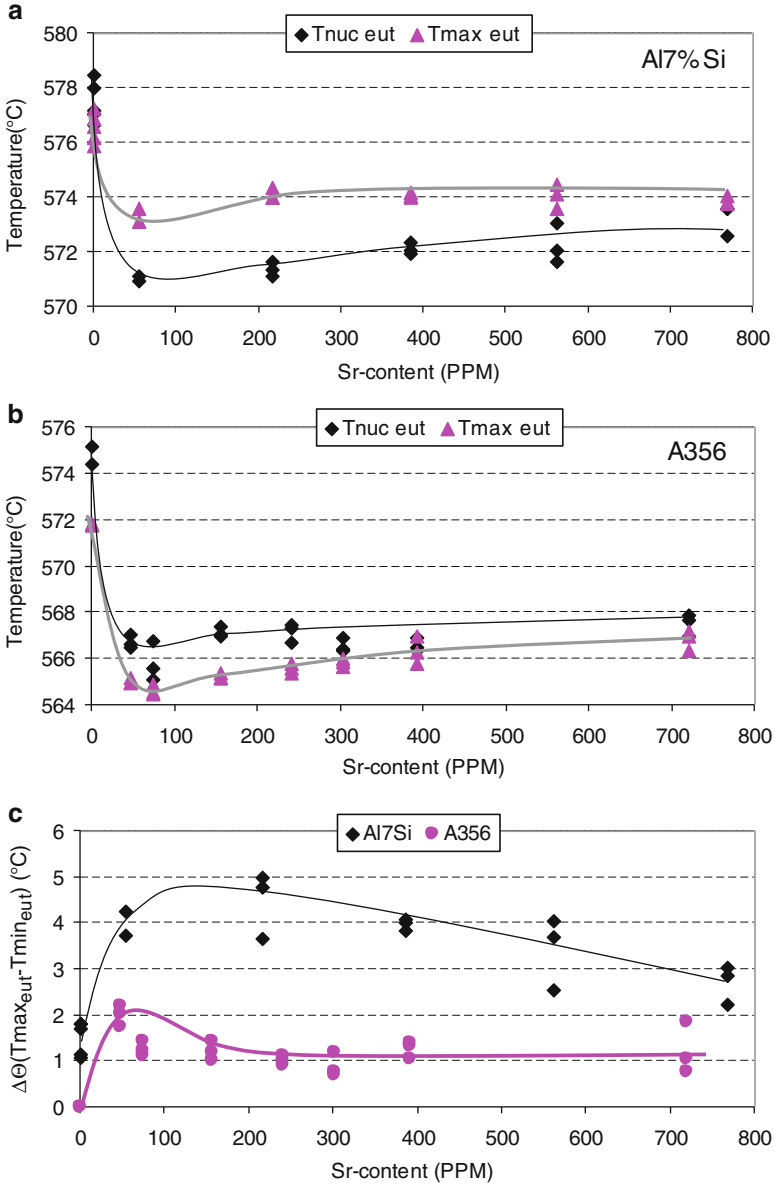 a
Tnuc eut Tmax eut
Al7%Si
Temperature(°C)
580
578
576
574
572
570
0 100 200 300 400 500 600 700 800
Sr-content (PPM)
b
Tnuc eut Tmax eut
A356
Temperature(°C)
576
574
572
570
568
566
564
0 100 200 300 400 500 600 700 800
Sr-content (PPM)
c
Al7Si A356
ΔΘ(Tmaxeut-Tmineut) (°C)
6
5
4
3
2
1
0
0 100 200 300 400 500 600 700 800
Sr-content (PPM)